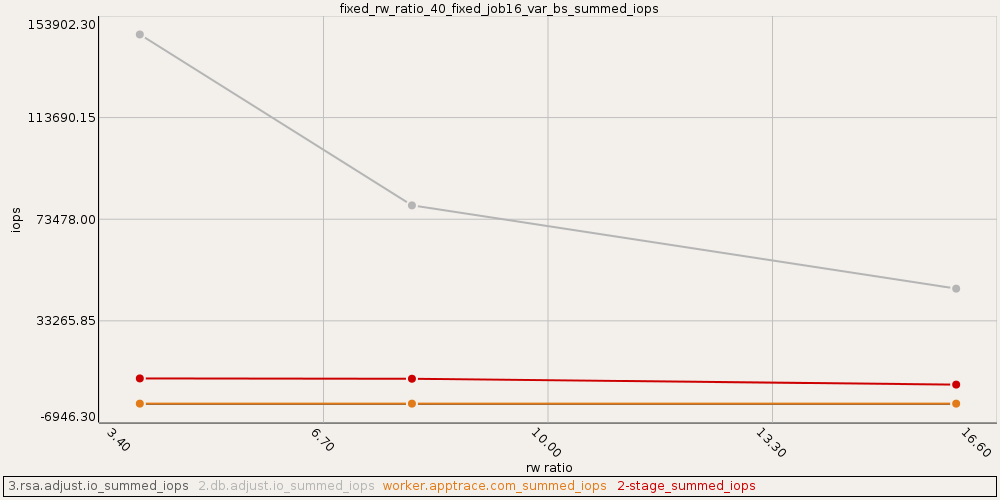 fixed_rw_ratio_40_fixed_job16_var_bs_summed_iops
153902.30
113690.15
73478.00
33265.85
-6946.30
iops
3.40 6.70 10.00 13.30 16.60
rw ratio
3.rsa.adjust.io_summed_iops 2.db.adjust.io_summed_iops worker.apptrace.com_summed_iops 2-stage_summed_iops